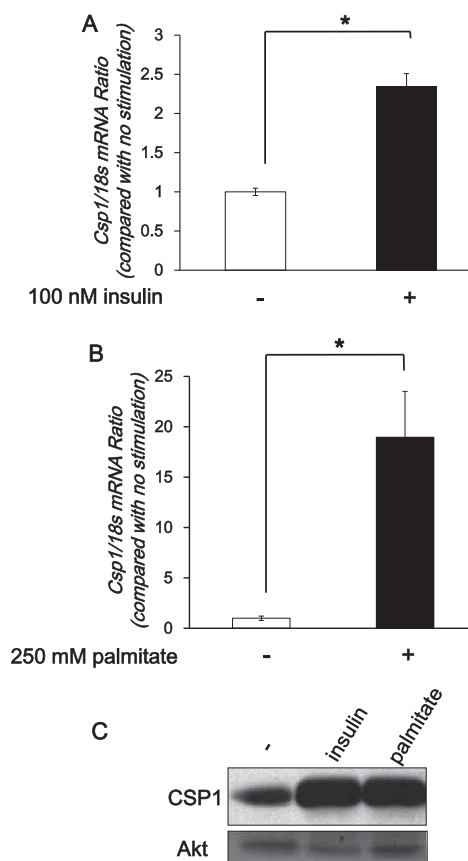 A
*
Csp1/18s mRNA Ratio
(compared with no stimulation)
3
2.5
2
1.5
1
0.5
0
100 nM insulin - +
B
*
Csp1/18s mRNA Ratio
(compared with no stimulation)
25
20
15
10
5
0
250 mM palmitate - +
C
- insulin palmitate
CSP1
Akt